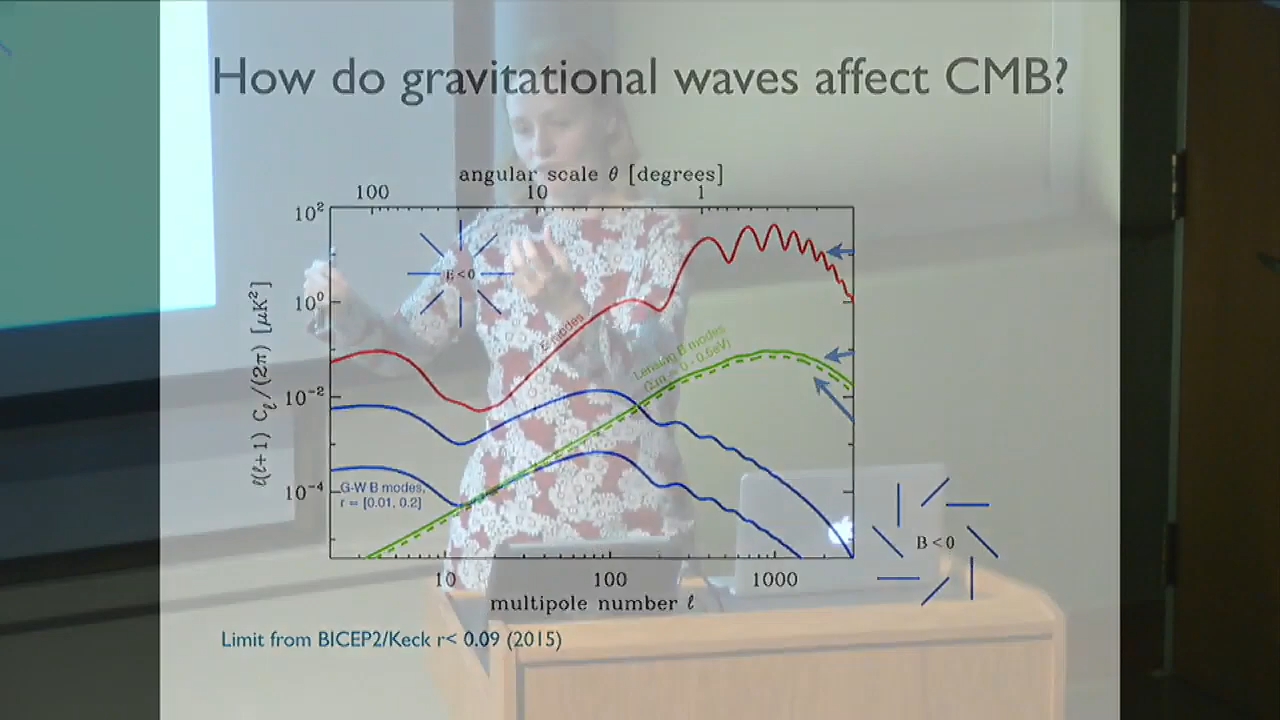 How do gravitational waves affect CMB?
angular scale θ [degrees]
100 10 1
10²
10⁰
10⁻²
10⁻⁴
ℓ(ℓ+1) Cℓ/(2π) [μK²]
E<0
E-modes
Lensing B modes
(Σmν = 0 - 0.6eV)
G-W B modes,
r = [0.01, 0.2]
B<0
10 100 1000
multipole number ℓ
Limit from BICEP2/Keck r< 0.09 (2015)